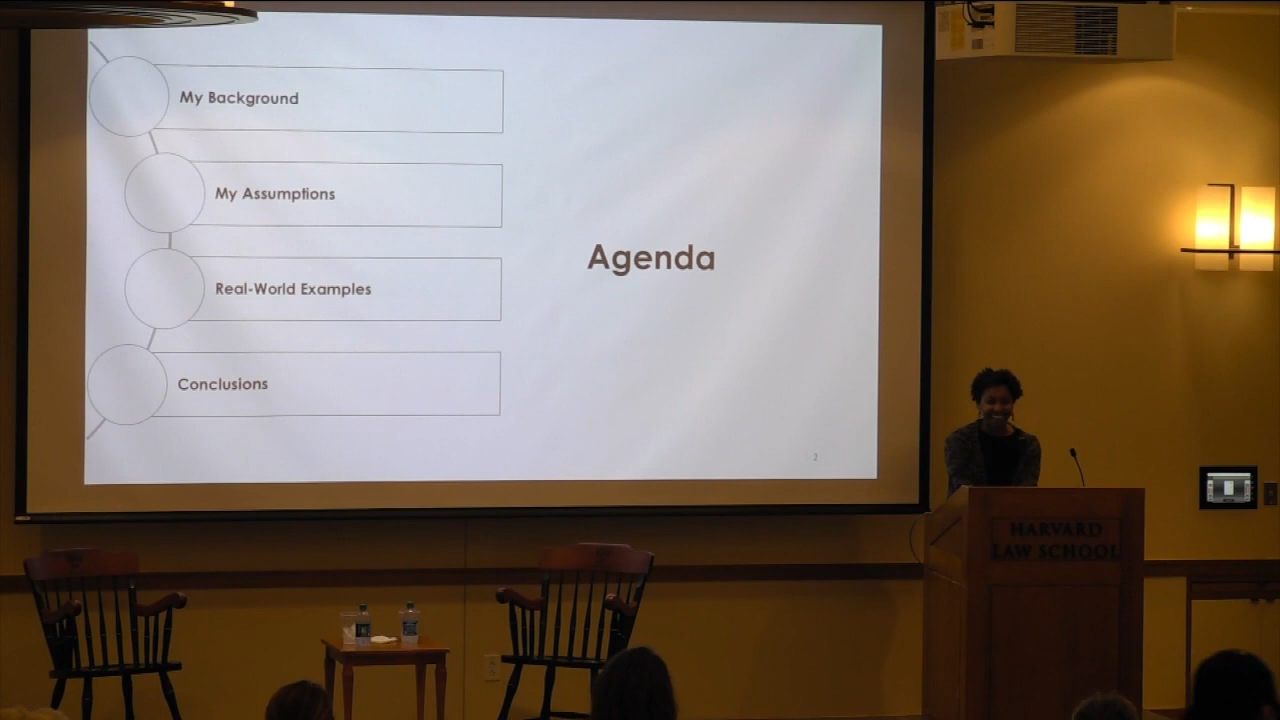 My Background
My Assumptions
Real-World Examples
Conclusions
Agenda
2
HARVARD
LAW SCHOOL